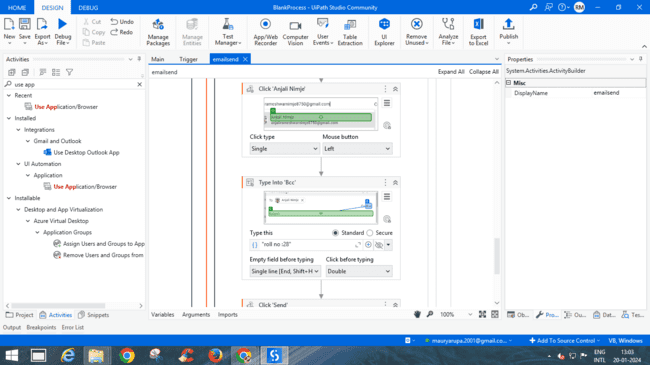 BlankProcess - UiPath Studio Community
HOME DESIGN DEBUG
RM
New Save Export As Debug File
Cut Undo
Copy Redo
Paste
Manage Packages
Manage Entities
Test Manager
App/Web Recorder
Computer Vision
User Events
Table Extraction
UI Explorer
Remove Unused
Analyze File
Export to Excel
Publish
Activities
use app
Recent
Use Application/Browser
Installed
Integrations
Gmail and Outlook
Use Desktop Outlook App
UI Automation
Application
Use Application/Browser
Installable
Desktop and App Virtualization
Azure Virtual Desktop
Application Groups
Assign Users and Groups to App
Remove Users and Groups from
Project Activities Snippets
Main Trigger emailsend
emailsend
Expand All Collapse All
Click 'Anjali Nimje'
Click type Mouse button
Single Left
Type Into 'Bcc'
Type this Standard Secure
"roll no :28"
Empty field before typing Click before typing
Single line [End, Shift+H Double
Click 'Send'
Variables Arguments Imports
100%
Properties
System.Activities.ActivityBuilder
Misc
DisplayName emailsend
Ob... Pro... Ou... Dat... Tes...
Output Breakpoints Error List
mauryarupa.2001@gmail.co...
Add To Source Control
VB, Windows
ENG
INTL
13:03
20-01-2024